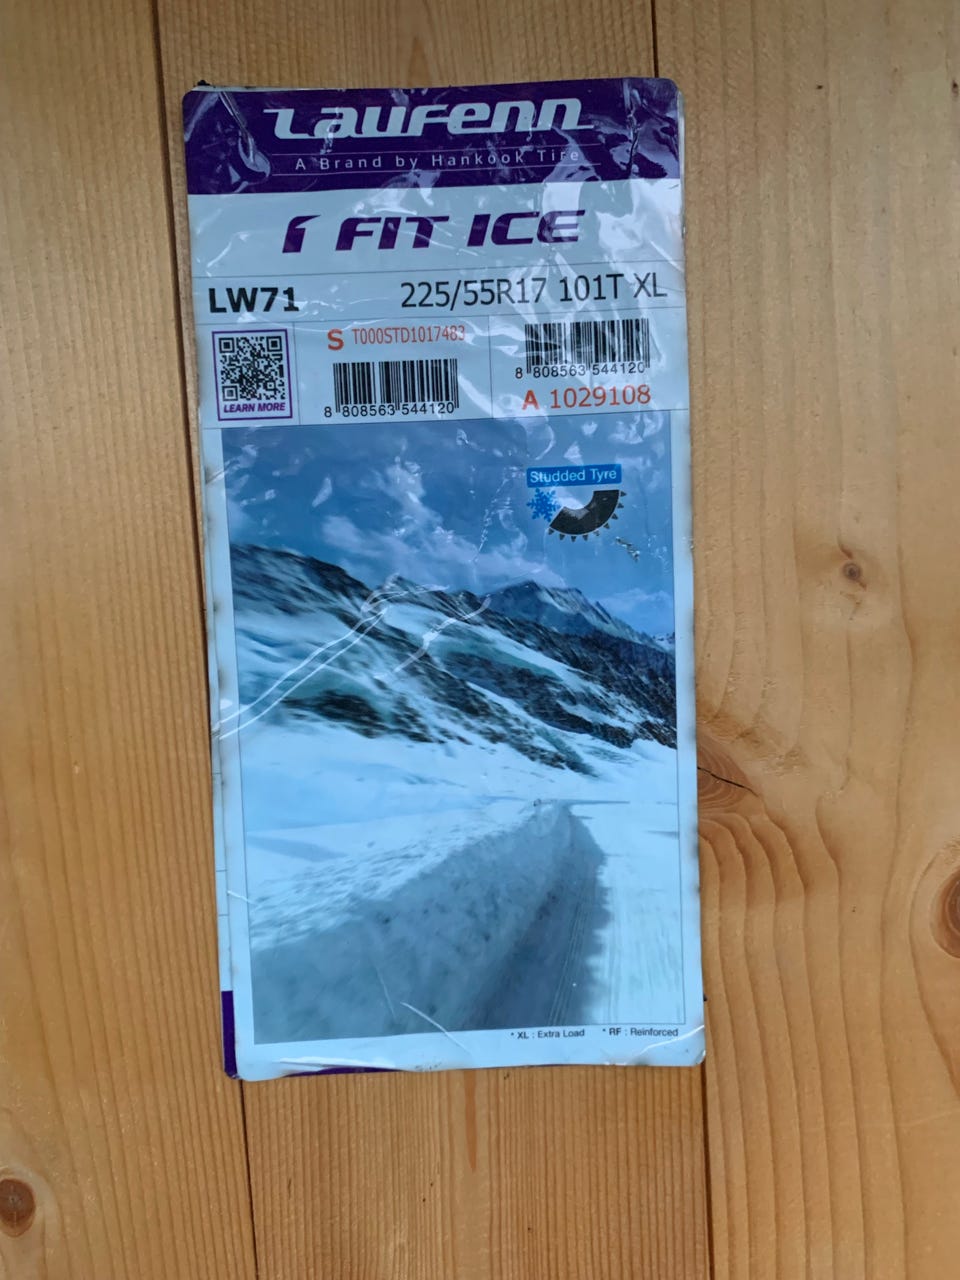 Laufenn
A Brand by Hankook Tire
I FIT ICE
LW71
225/55R17 101T XL
LEARN MORE
S T000STD1017483
8 808563 544120
8 808563 544120
A 1029108
Studded Tyre
* XL : Extra Load * RF : Reinforced